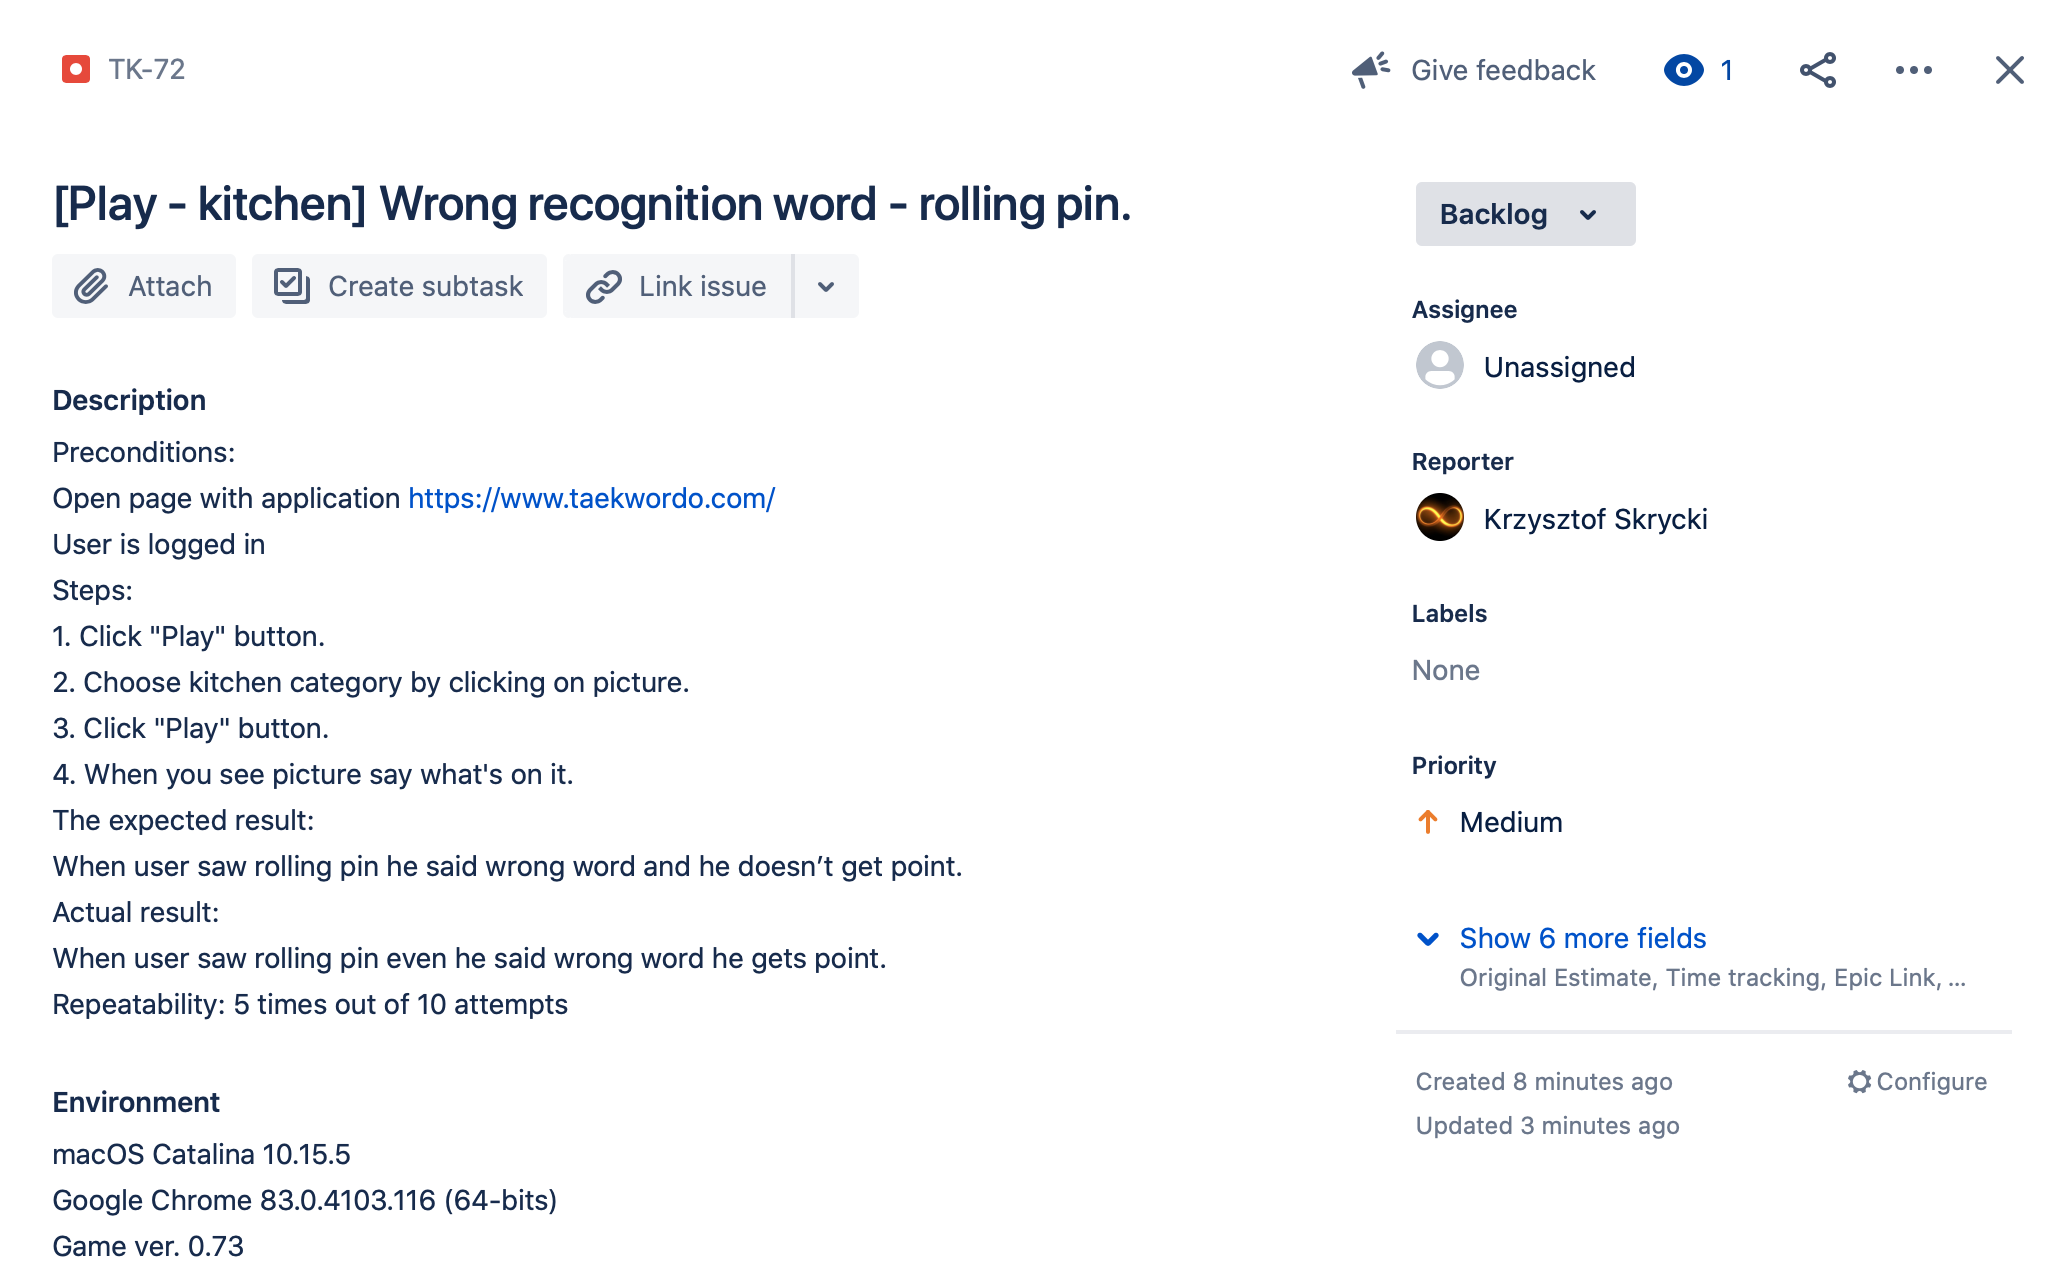 TK-72
Give feedback
1
[Play - kitchen] Wrong recognition word - rolling pin.
Attach
Create subtask
Link issue
Description
Preconditions:
Open page with application https://www.taekwordo.com/
User is logged in
Steps:
1. Click "Play" button.
2. Choose kitchen category by clicking on picture.
3. Click "Play" button.
4. When you see picture say what's on it.
The expected result:
When user saw rolling pin he said wrong word and he doesn’t get point.
Actual result:
When user saw rolling pin even he said wrong word he gets point.
Repeatability: 5 times out of 10 attempts
Environment
macOS Catalina 10.15.5
Google Chrome 83.0.4103.116 (64-bits)
Game ver. 0.73
Backlog
Assignee
Unassigned
Reporter
Krzysztof Skrycki
Labels
None
Priority
Medium
Show 6 more fields
Original Estimate, Time tracking, Epic Link, ...
Created 8 minutes ago
Configure
Updated 3 minutes ago